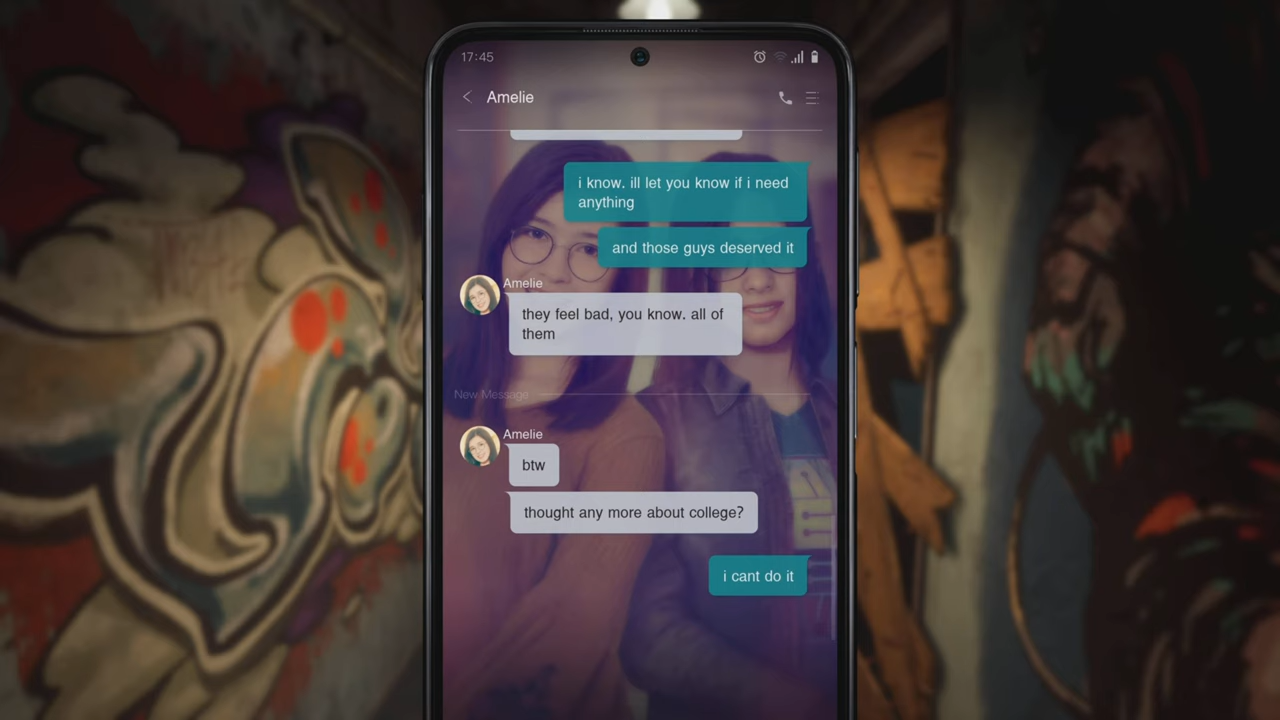 17:45
Amelie
i know. ill let you know if i need
anything
and those guys deserved it
Amelie
they feel bad, you know. all of
them
New Message
Amelie
btw
thought any more about college?
i cant do it